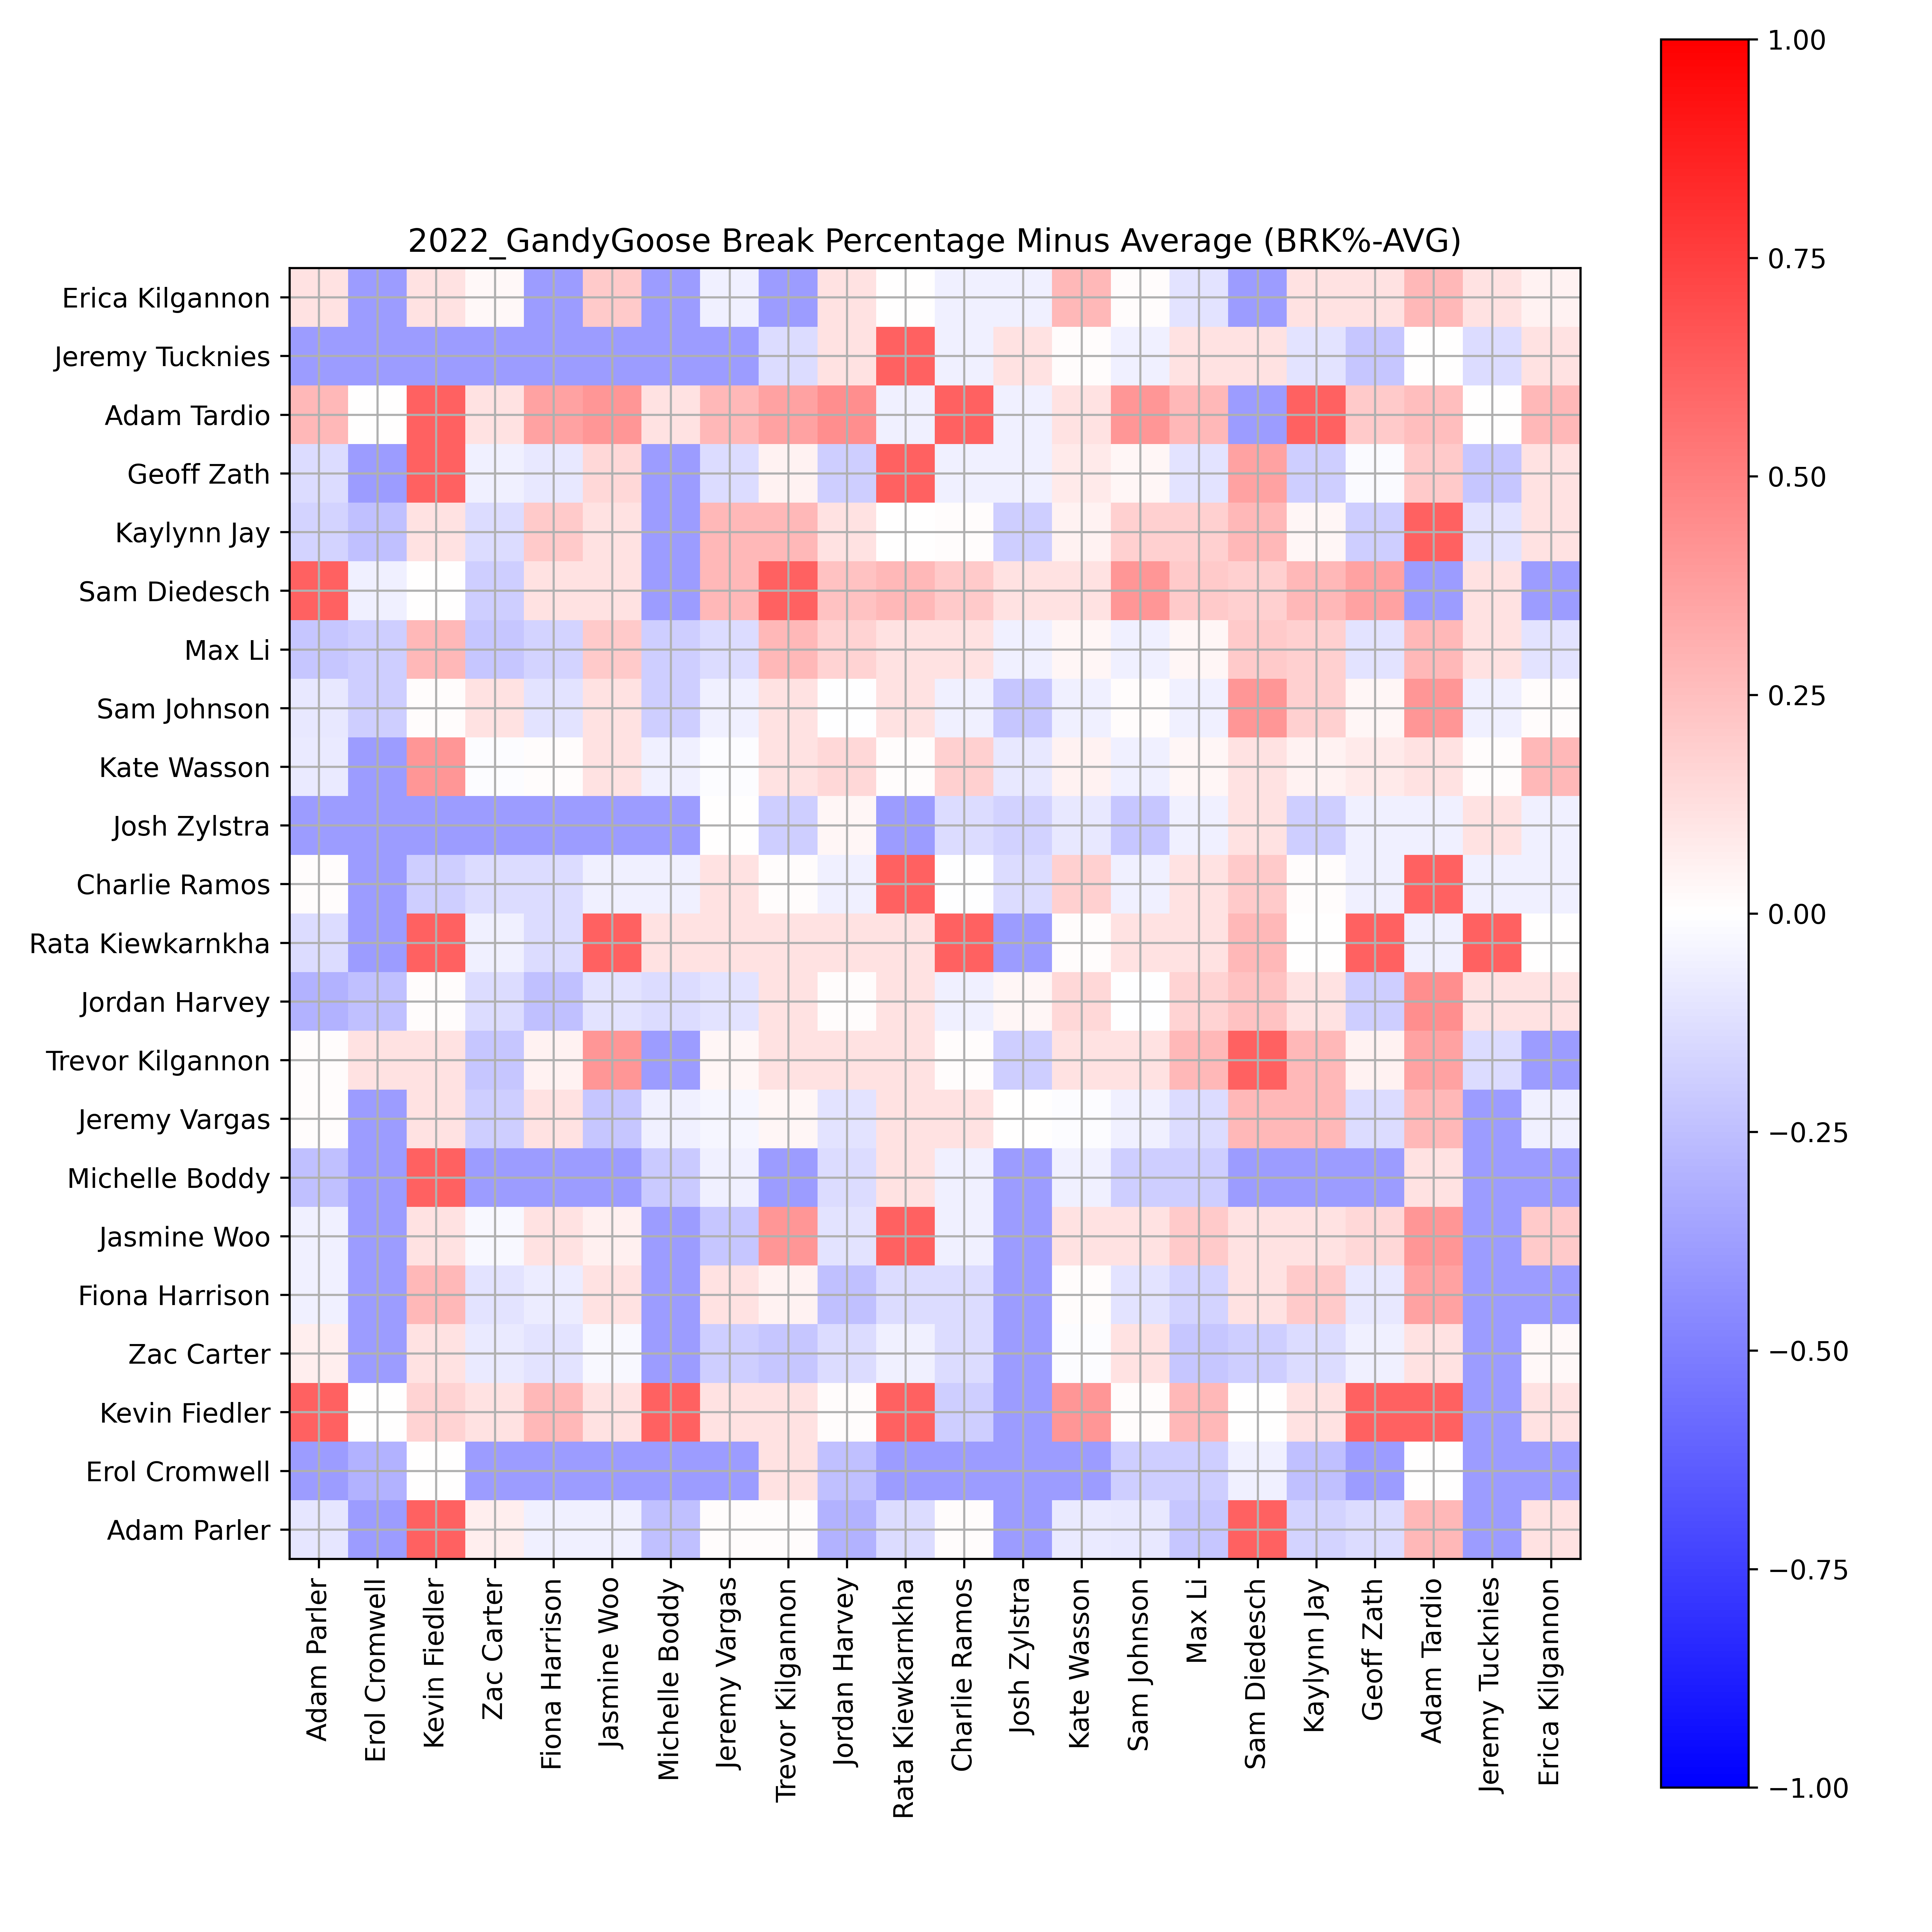 2022_GandyGoose Break Percentage Minus Average (BRK%-AVG)
Erica Kilgannon
Jeremy Tucknies
Adam Tardio
Geoff Zath
Kaylynn Jay
Sam Diedesch
Max Li
Sam Johnson
Kate Wasson
Josh Zylstra
Charlie Ramos
Rata Kiewkarnkha
Jordan Harvey
Trevor Kilgannon
Jeremy Vargas
Michelle Boddy
Jasmine Woo
Fiona Harrison
Zac Carter
Kevin Fiedler
Erol Cromwell
Adam Parler
Adam Parler
Erol Cromwell
Kevin Fiedler
Zac Carter
Fiona Harrison
Jasmine Woo
Michelle Boddy
Jeremy Vargas
Trevor Kilgannon
Jordan Harvey
Rata Kiewkarnkha
Charlie Ramos
Josh Zylstra
Kate Wasson
Sam Johnson
Max Li
Sam Diedesch
Kaylynn Jay
Geoff Zath
Adam Tardio
Jeremy Tucknies
Erica Kilgannon
1.00
0.75
0.50
0.25
0.00
−0.25
−0.50
−0.75
−1.00